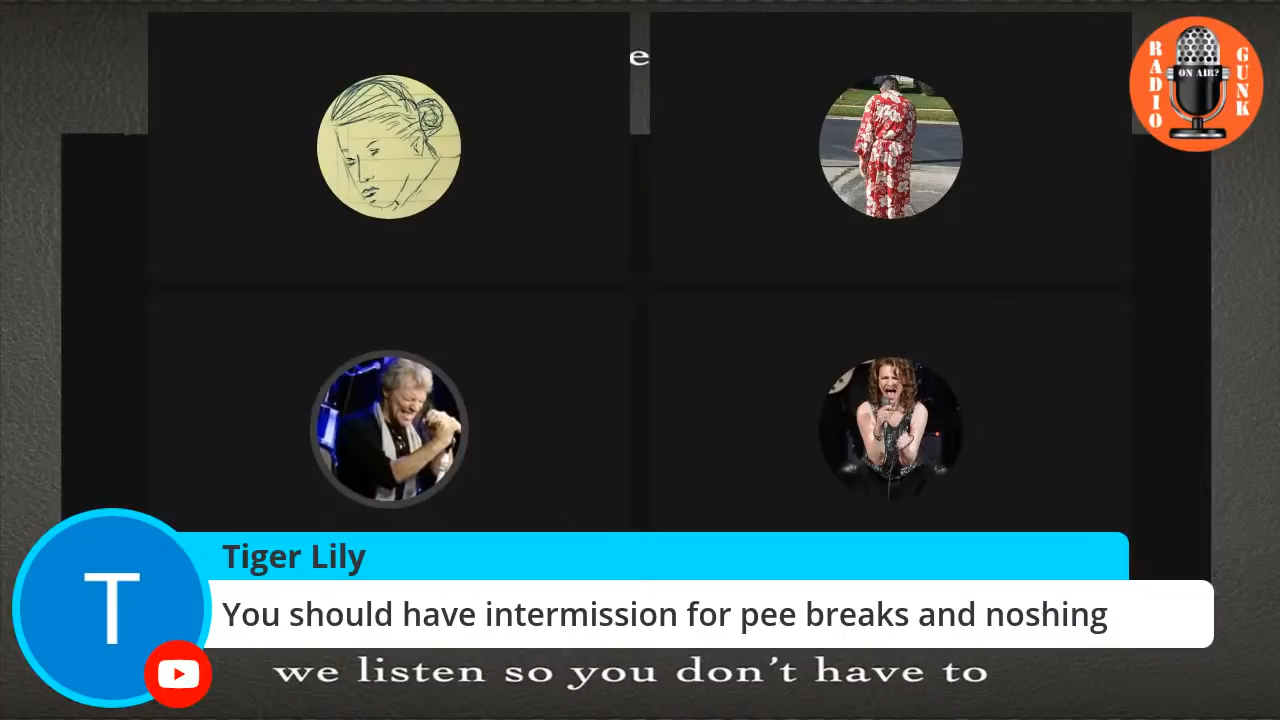 e
RADIO
ON AIR?
GUNK
Tiger Lily
T
You should have intermission for pee breaks and noshing
we listen so you don't have to